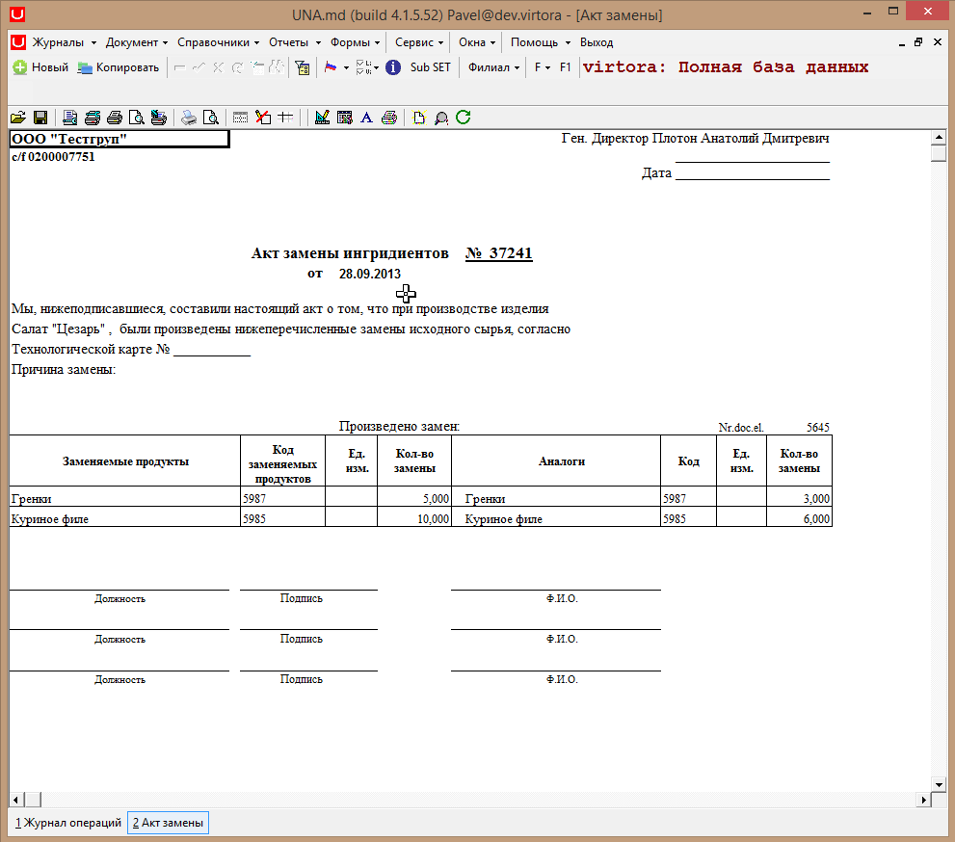 UNA.md (build 4.1.5.52) Pavel@dev.virtora - [Акт замены]
Журналы Документ Справочники Отчеты Формы Сервис Окна Помощь Выход
Новый Копировать Sub SET Филиал F F1 virtora: Полная база данных
ООО "Тестгруп" Ген. Директор Плотон Анатолий Дмитревич
c/f 0200007751
Дата
Акт замены ингридиентов № 37241
от 28.09.2013
Мы, нижеподписавшиеся, составили настоящий акт о том, что при производстве изделия
Салат "Цезарь" , были произведены нижеперечисленные замены исходного сырья, согласно
Технологической карте № ____________
Причина замены:
Произведено замен: Nr.doc.el. 5645
Заменяемые продукты Код заменяемых продуктов Ед. изм. Кол-во замены Аналоги Код Ед. изм. Кол-во замены
Гренки 5987 5,000 Гренки 5987 3,000
Куриное филе 5985 10,000 Куриное филе 5985 6,000
Должность Подпись Ф.И.О.
Должность Подпись Ф.И.О.
Должность Подпись Ф.И.О.
1 Журнал операций 2 Акт замены